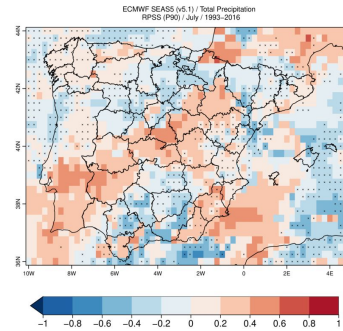 ECMWF SEAS5 (v5.1) / Total Precipitation
RPSS (P90) / July / 1993−2016
44N
42N
40N
38N
36N
10W 8W 6W 4W 2W 0 2E 4E
−1 −0.8 −0.6 −0.4 −0.2 0 0.2 0.4 0.6 0.8 1